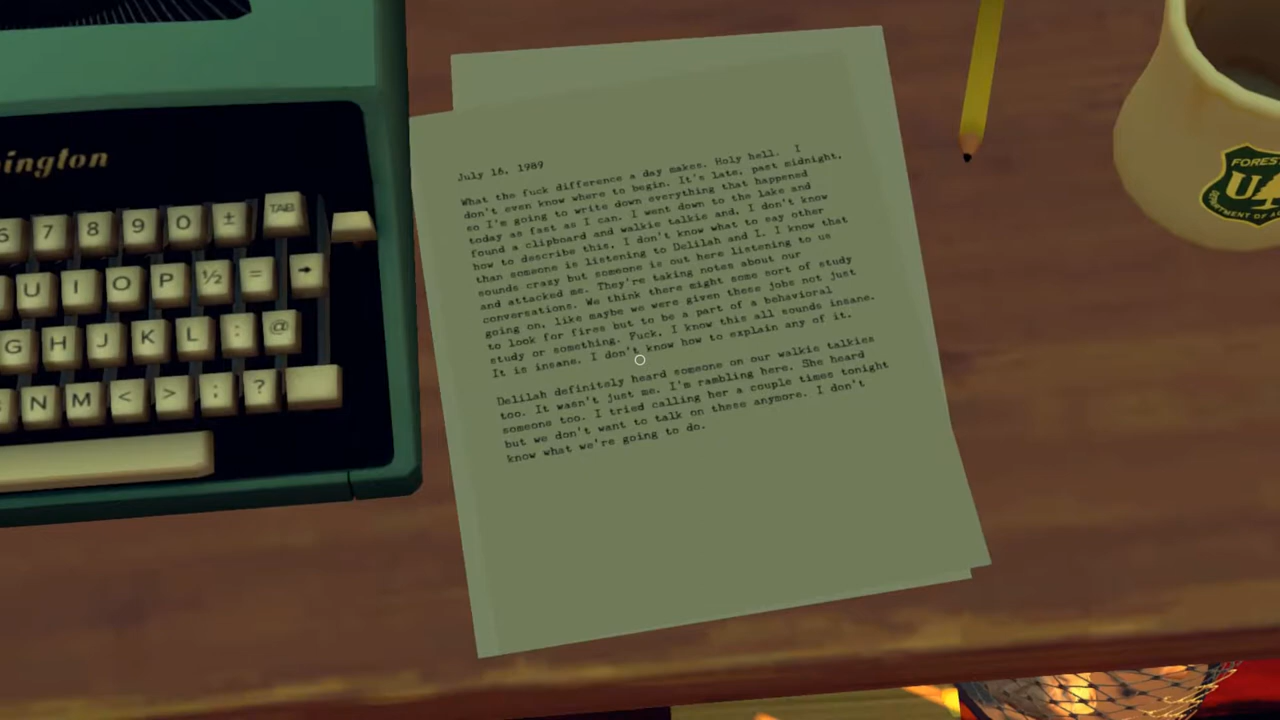 ington
6 7 8 9 0 ± TAB
U I O P ½ = →
G H J K L : @
N M < > ; ?
July 16, 1989
What the fuck difference a day makes. Holy hell. I
don't even know where to begin. It's late, past midnight,
so I'm going to write down everything that happened
today as fast as I can. I went down to the lake and
found a clipboard and walkie talkie and, I don't know
how to describe this, I don't know what to say other
than someone is listening to Delilah and I. I know that
sounds crazy but someone is out here listening to us
and attacked me. They're taking notes about our
conversations. We think there might some sort of study
going on, like maybe we were given these jobs not just
to look for fires but to be a part of a behavioral
study or something. Fuck, I know this all sounds insane.
It is insane. I don't know how to explain any of it.
Delilah definitely heard someone on our walkie talkies
too. It wasn't just me. I'm rambling here. She heard
someone too. I tried calling her a couple times tonight
but we don't want to talk on these anymore. I don't
know what we're going to do.
FORES
U